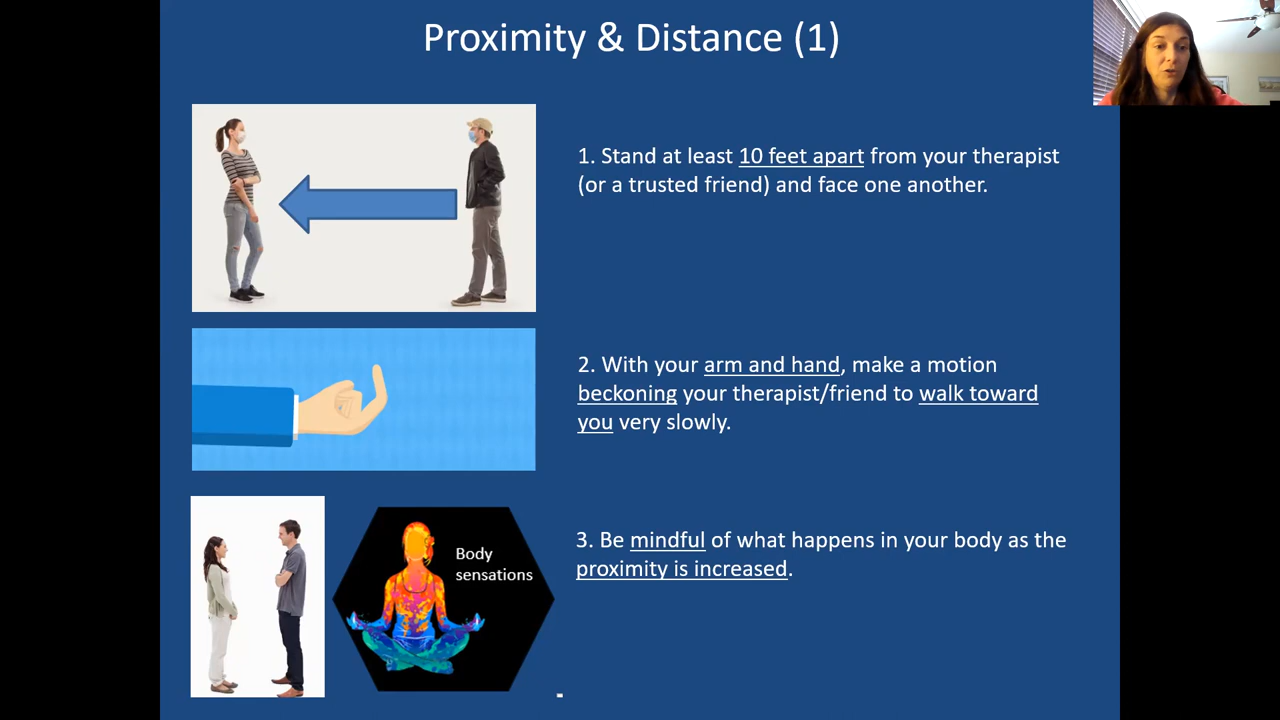 Proximity & Distance (1)
1. Stand at least 10 feet apart from your therapist
(or a trusted friend) and face one another.
2. With your arm and hand, make a motion
beckoning your therapist/friend to walk toward
you very slowly.
Body
sensations
3. Be mindful of what happens in your body as the
proximity is increased.